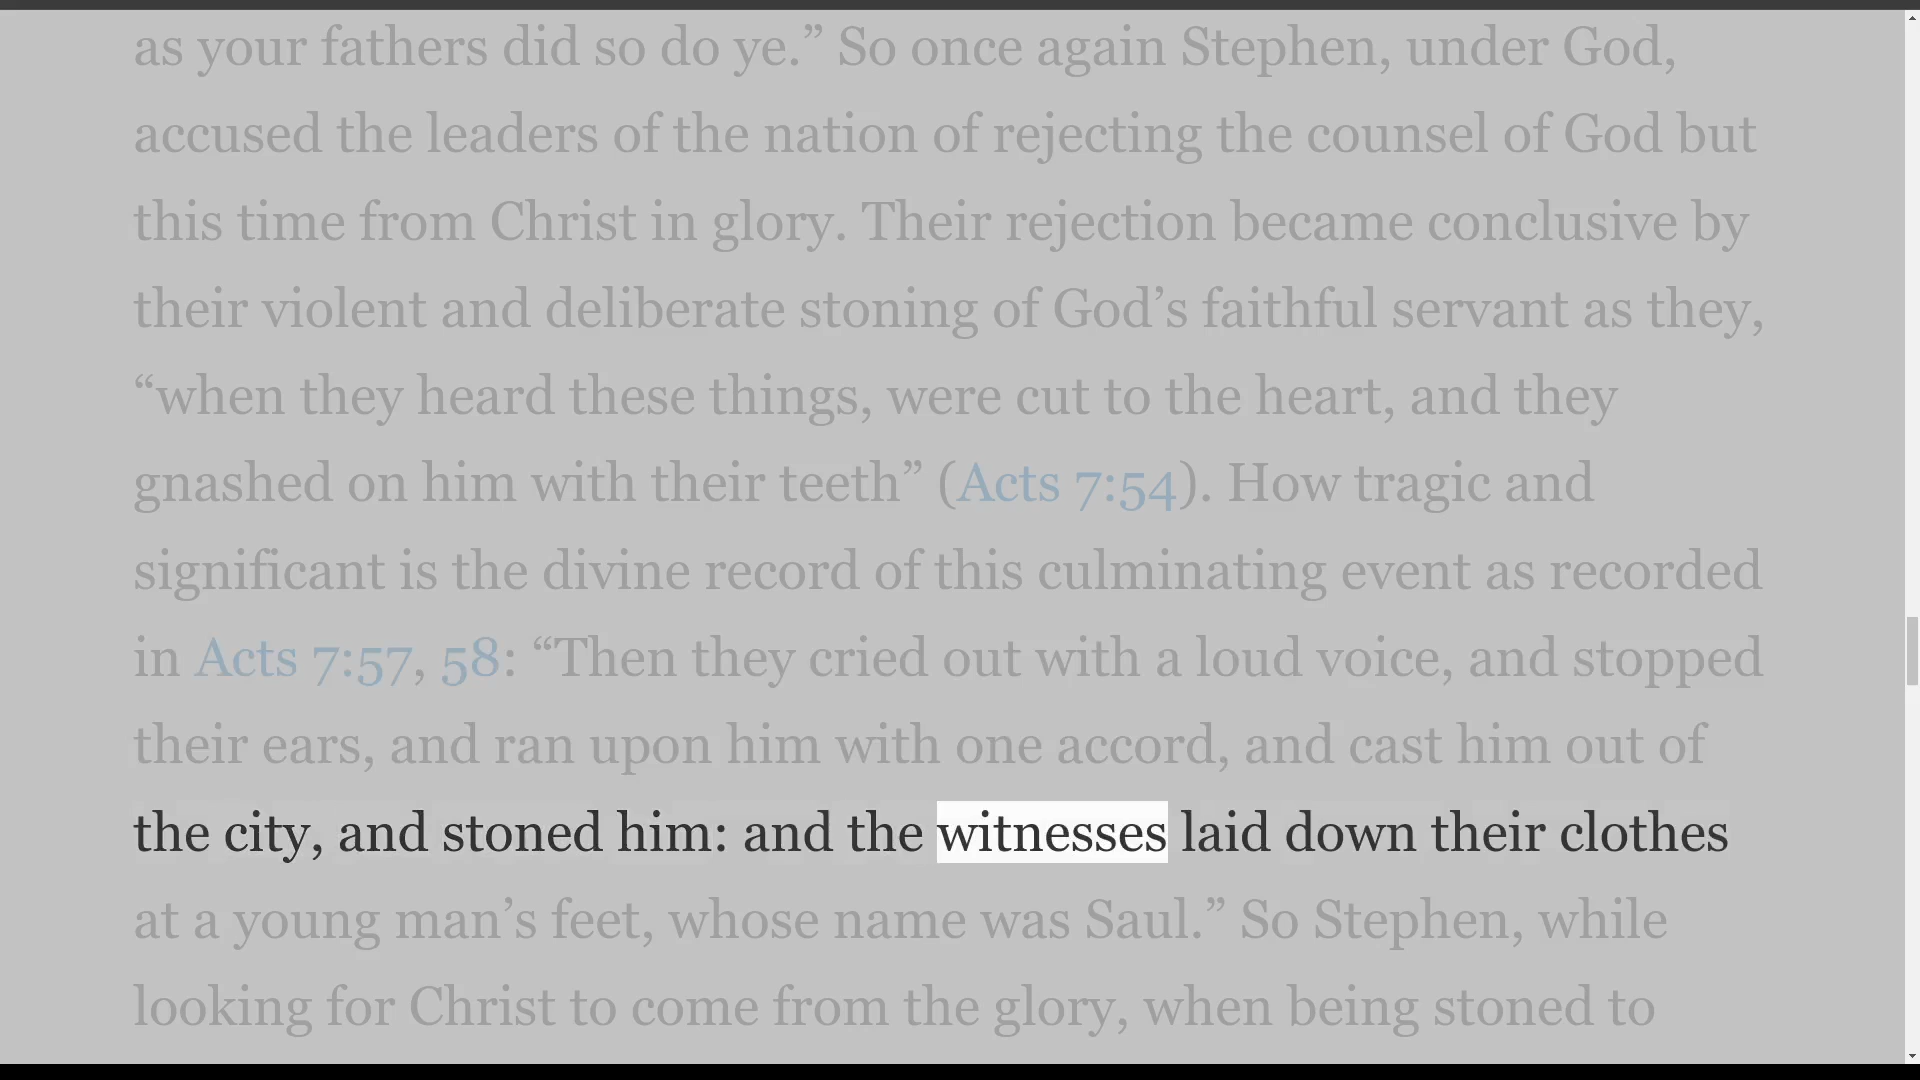 as your fathers did so do ye.” So once again Stephen, under God,
accused the leaders of the nation of rejecting the counsel of God but
this time from Christ in glory. Their rejection became conclusive by
their violent and deliberate stoning of God’s faithful servant as they,
“when they heard these things, were cut to the heart, and they
gnashed on him with their teeth” (Acts 7:54). How tragic and
significant is the divine record of this culminating event as recorded
in Acts 7:57, 58: “Then they cried out with a loud voice, and stopped
their ears, and ran upon him with one accord, and cast him out of
the city, and stoned him: and the witnesses laid down their clothes
at a young man’s feet, whose name was Saul.” So Stephen, while
looking for Christ to come from the glory, when being stoned to